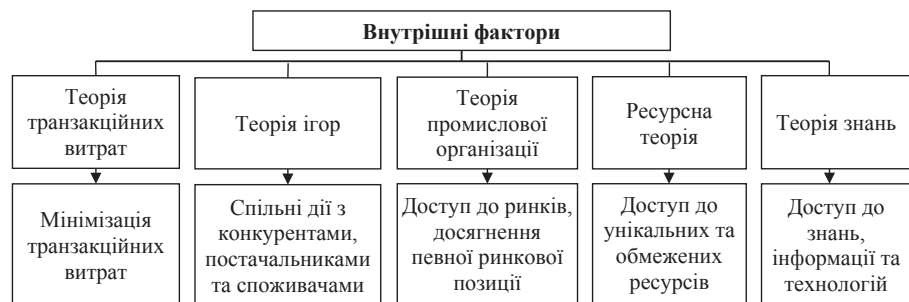 Внутрішні фактори
Теорія
транзакційних
витрат
Теорія ігор
Теорія
промислової
організації
Ресурсна
теорія
Теорія знань
Мінімізація
транзакційних
витрат
Спільні дії з
конкурентами,
постачальниками
та споживачами
Доступ до ринків,
досягнення
певної ринкової
позиції
Доступ до
унікальних та
обмежених
ресурсів
Доступ до
знань,
інформації та
технологій